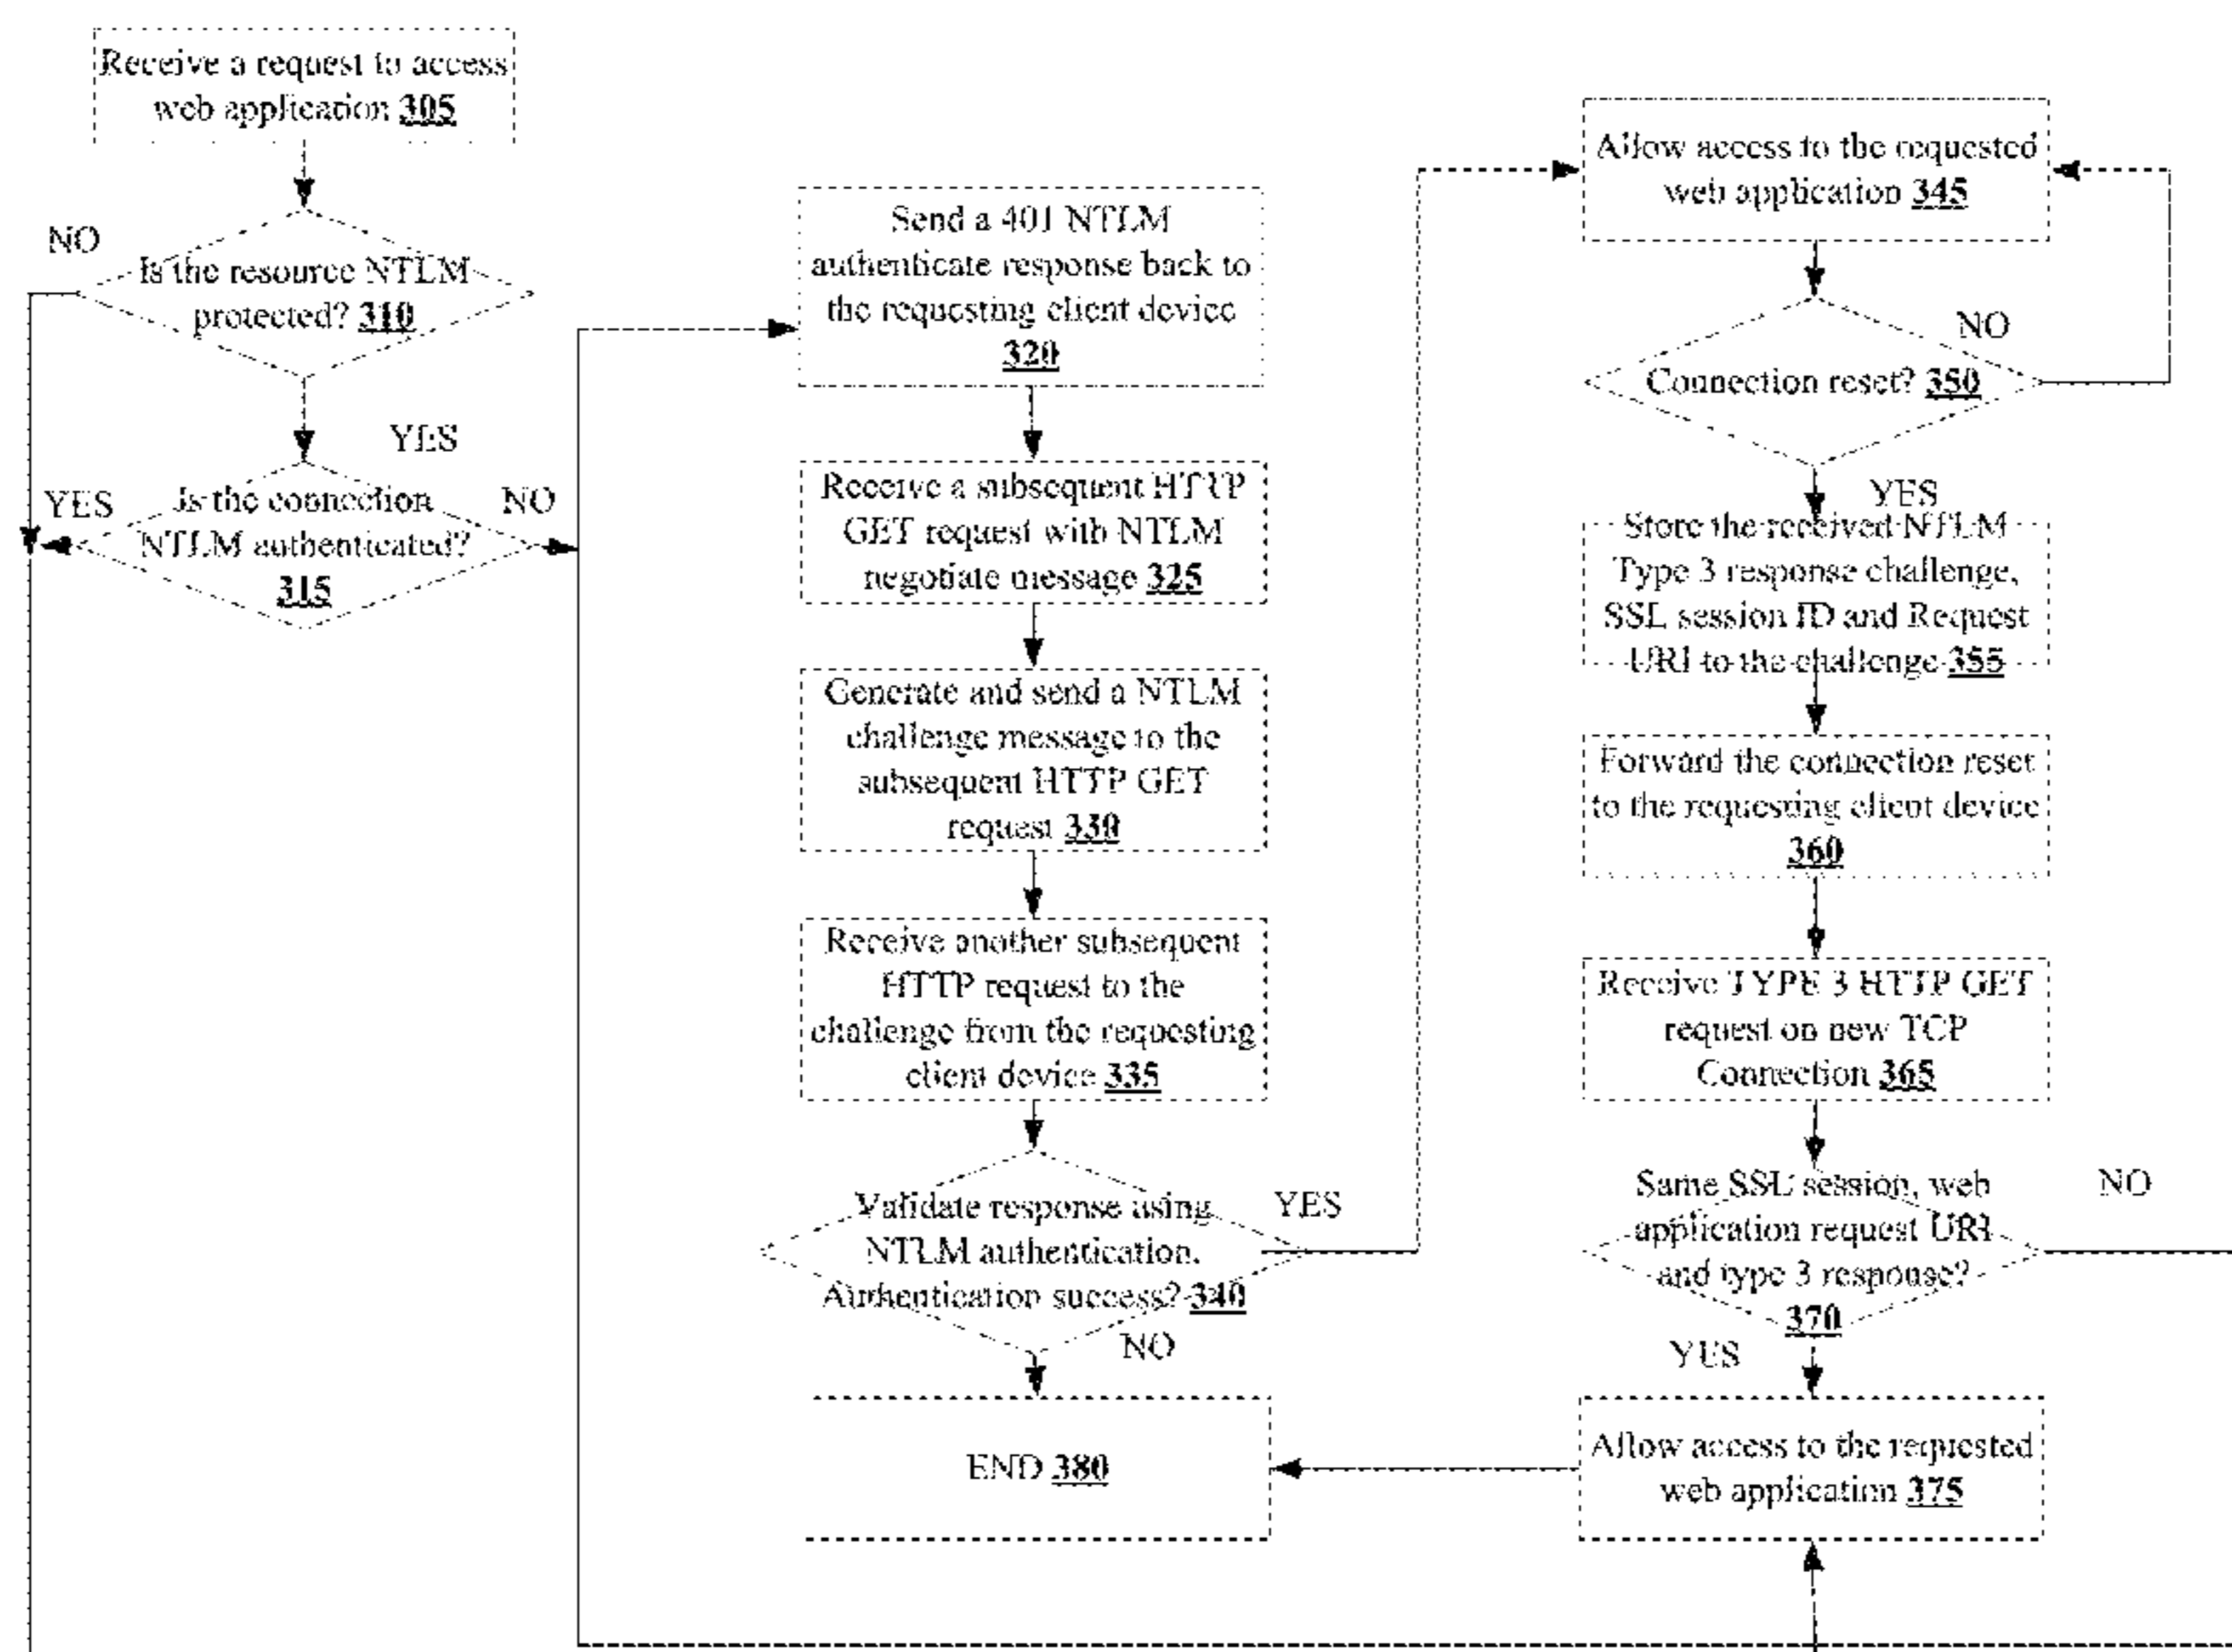 Receive a request to access
web application 305
NO
Is the resource NTLM
protected? 310
YES
YES
Is the connection
NTLM authenticated?
315
NO
Send a 401 NTLM
authenticate response back to
the requesting client device
320
Receive a subsequent HTTP
GET request with NTLM
negotiate message 325
Generate and send a NTLM
challenge message to the
subsequent HTTP GET
request 330
Receive another subsequent
HTTP request to the
challenge from the requesting
client device 335
Validate response using
NTLM authentication.
Authentication success? 340
YES
NO
END 380
Allow access to the requested
web application 345
NO
Connection reset? 350
YES
Store the received NTLM
Type 3 response challenge,
SSL session ID and Request
URI to the challenge 355
Forward the connection reset
to the requesting client device
360
Receive TYPE 3 HTTP GET
request on new TCP
Connection 365
Same SSL session, web
application request URI
and type 3 response?
370
NO
YES
Allow access to the requested
web application 375